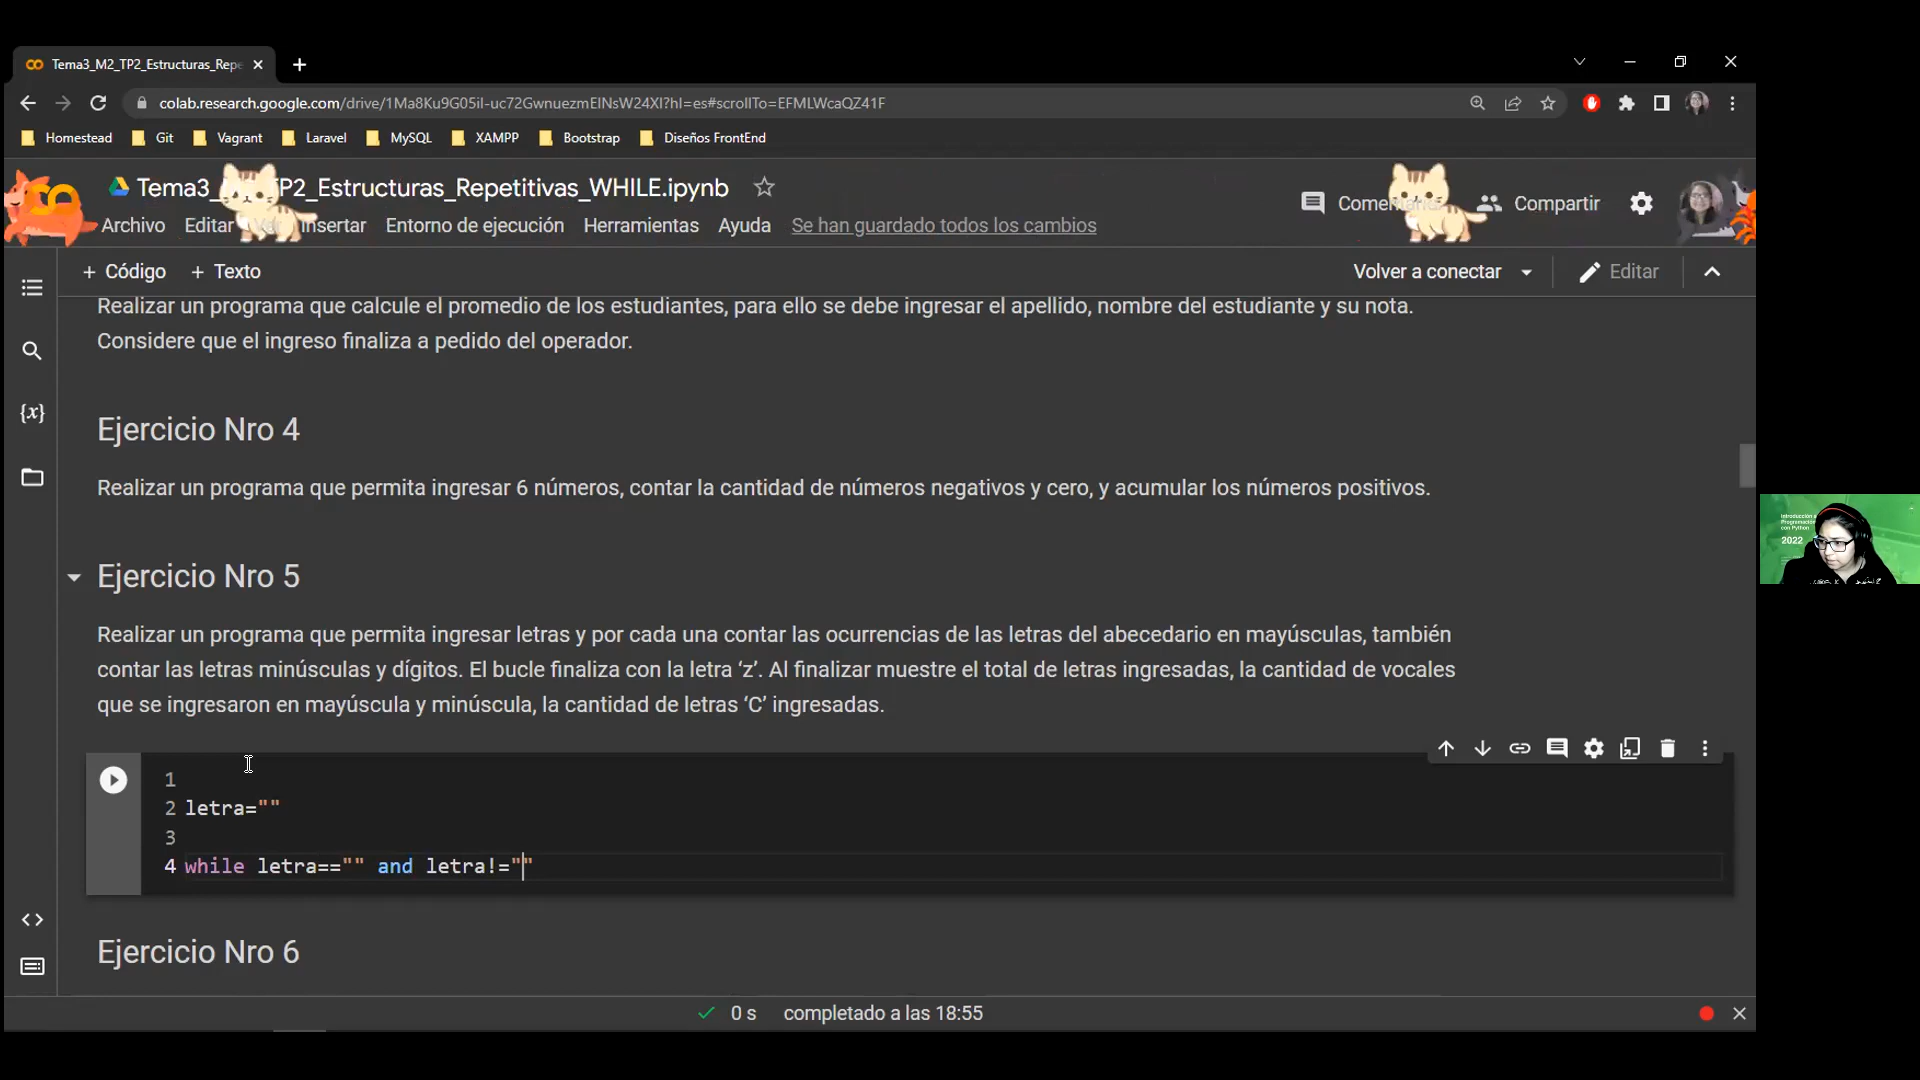 Tema3_M2_TP2_Estructuras_Repe
colab.research.google.com/drive/1Ma8Ku9G05iI-uc72GwnuezmEINsW24XI?hl=es#scrollTo=EFMLWcaQZ41F
Homestead Git Vagrant Laravel MySQL XAMPP Bootstrap Diseños FrontEnd
Tema3_M TP2_Estructuras_Repetitivas_WHILE.ipynb
Archivo Editar Insertar Entorno de ejecución Herramientas Ayuda Se han guardado todos los cambios
Compartir
+ Código + Texto
Volver a conectar Editar
Realizar un programa que calcule el promedio de los estudiantes, para ello se debe ingresar el apellido, nombre del estudiante y su nota.
Considere que el ingreso finaliza a pedido del operador.
Ejercicio Nro 4
Realizar un programa que permita ingresar 6 números, contar la cantidad de números negativos y cero, y acumular los números positivos.
Ejercicio Nro 5
Realizar un programa que permita ingresar letras y por cada una contar las ocurrencias de las letras del abecedario en mayúsculas, también
contar las letras minúsculas y dígitos. El bucle finaliza con la letra ‘z’. Al finalizar muestre el total de letras ingresadas, la cantidad de vocales
que se ingresaron en mayúscula y minúscula, la cantidad de letras ‘C’ ingresadas.
1
2 letra=""
3
4 while letra=="" and letra!=""
Ejercicio Nro 6
0 s completado a las 18:55
Introducción a
Programación
con Python
2022